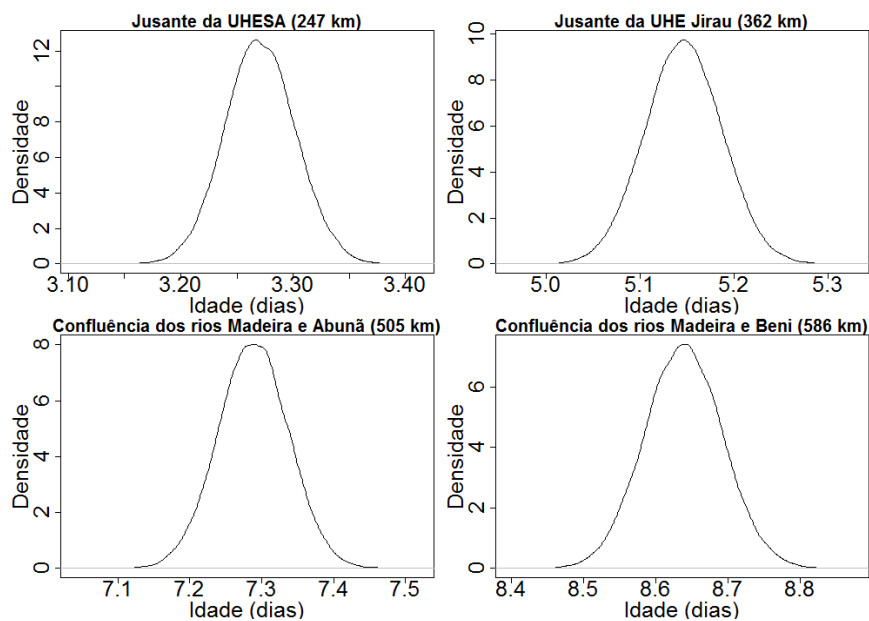 Jusante da UHESA (247 km)
Densidade
0 2 4 6 8 12
3.10 3.20 3.30 3.40
Idade (dias)
Jusante da UHE Jirau (362 km)
Densidade
0 2 4 6 8 10
5.0 5.1 5.2 5.3
Idade (dias)
Confluência dos rios Madeira e Abunã (505 km)
Densidade
0 2 4 6 8
7.1 7.2 7.3 7.4 7.5
Idade (dias)
Confluência dos rios Madeira e Beni (586 km)
Densidade
0 2 4 6
8.4 8.5 8.6 8.7 8.8
Idade (dias)